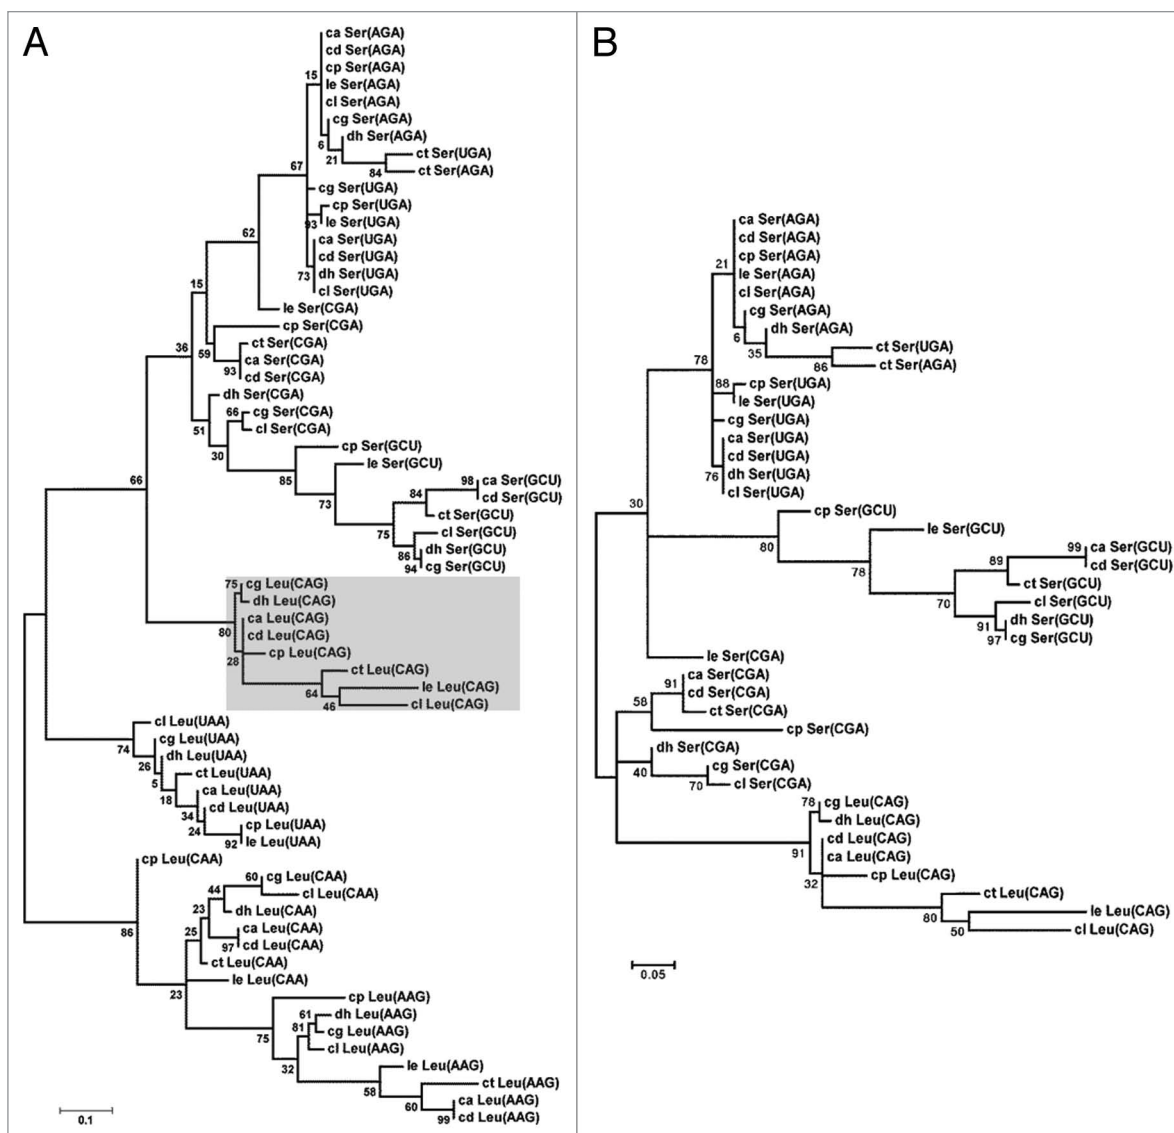 A
ca Ser(AGA)
cd Ser(AGA)
cp Ser(AGA)
15
le Ser(AGA)
cl Ser(AGA)
cg Ser(AGA)
dh Ser(AGA)
6
21
ct Ser(UGA)
67
84
ct Ser(AGA)
cg Ser(UGA)
cp Ser(UGA)
93
le Ser(UGA)
62
ca Ser(UGA)
cd Ser(UGA)
73
dh Ser(UGA)
15
cl Ser(UGA)
le Ser(CGA)
cp Ser(CGA)
36
59
ct Ser(CGA)
93
ca Ser(CGA)
cd Ser(CGA)
dh Ser(CGA)
66
cg Ser(CGA)
51
cl Ser(CGA)
30
cp Ser(GCU)
85
le Ser(GCU)
66
73
98
ca Ser(GCU)
84
cd Ser(GCU)
ct Ser(GCU)
75
cl Ser(GCU)
86
dh Ser(GCU)
94
cg Ser(GCU)
75
cg Leu(CAG)
dh Leu(CAG)
ca Leu(CAG)
80
cd Leu(CAG)
28
cp Leu(CAG)
ct Leu(CAG)
64
le Leu(CAG)
46
cl Leu(CAG)
cl Leu(UAA)
74
cg Leu(UAA)
26
dh Leu(UAA)
5
ct Leu(UAA)
18
ca Leu(UAA)
34
cd Leu(UAA)
24
cp Leu(UAA)
92
le Leu(UAA)
cp Leu(CAA)
60
cg Leu(CAA)
44
cl Leu(CAA)
23
dh Leu(CAA)
86
25
ca Leu(CAA)
97
cd Leu(CAA)
ct Leu(CAA)
le Leu(CAA)
23
cp Leu(AAG)
61
dh Leu(AAG)
81
cg Leu(AAG)
75
cl Leu(AAG)
32
le Leu(AAG)
58
ct Leu(AAG)
60
ca Leu(AAG)
99
cd Leu(AAG)
0.1
B
ca Ser(AGA)
cd Ser(AGA)
cp Ser(AGA)
21
le Ser(AGA)
cl Ser(AGA)
cg Ser(AGA)
dh Ser(AGA)
6
35
ct Ser(UGA)
78
86
ct Ser(AGA)
88
cp Ser(UGA)
le Ser(UGA)
cg Ser(UGA)
ca Ser(UGA)
cd Ser(UGA)
76
dh Ser(UGA)
cl Ser(UGA)
30
cp Ser(GCU)
80
le Ser(GCU)
78
99
ca Ser(GCU)
89
cd Ser(GCU)
ct Ser(GCU)
70
cl Ser(GCU)
91
dh Ser(GCU)
97
cg Ser(GCU)
le Ser(CGA)
91
ca Ser(CGA)
58
cd Ser(CGA)
ct Ser(CGA)
cp Ser(CGA)
dh Ser(CGA)
40
cg Ser(CGA)
70
cl Ser(CGA)
78
cg Leu(CAG)
dh Leu(CAG)
cd Leu(CAG)
91
ca Leu(CAG)
32
cp Leu(CAG)
ct Leu(CAG)
80
le Leu(CAG)
50
cl Leu(CAG)
0.05